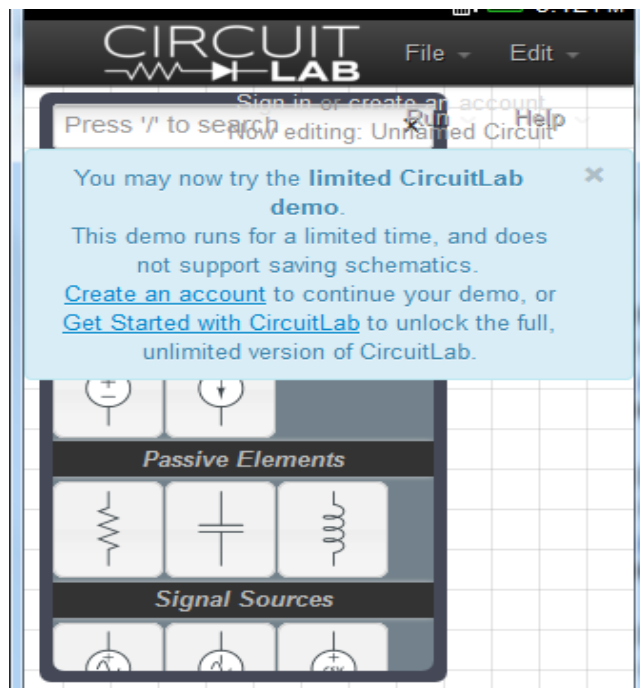 CIRCUIT
LAB
File
Edit
Sign in or create an account
Press '/' to search
Run
Help
Now editing: Unnamed Circuit
You may now try the limited CircuitLab
demo.
This demo runs for a limited time, and does
not support saving schematics.
Create an account to continue your demo, or
Get Started with CircuitLab to unlock the full,
unlimited version of CircuitLab.
Passive Elements
Signal Sources